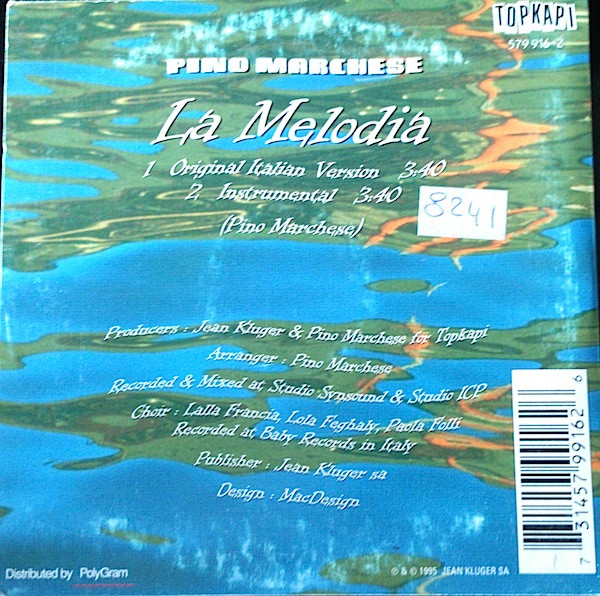 TOPKAPI
579 916-2
PINO MARCHESE
La Melodia
1 Original Italian Version 3:40
2 Instrumental 3:40
(Pino Marchese)
8241
Producers : Jean Kluger & Pino Marchese for Topkapi
Arranger : Pino Marchese
Recorded & Mixed at Studio Synsound & Studio ICP
Choir : Lalla Francia, Lola Feghaly, Paola Folli
Recorded at Baby Records in Italy
Publisher : Jean Kluger sa
Design : MacDesign
7 31457 99162 6
Distributed by PolyGram
℗ & © 1995 JEAN KLUGER SA